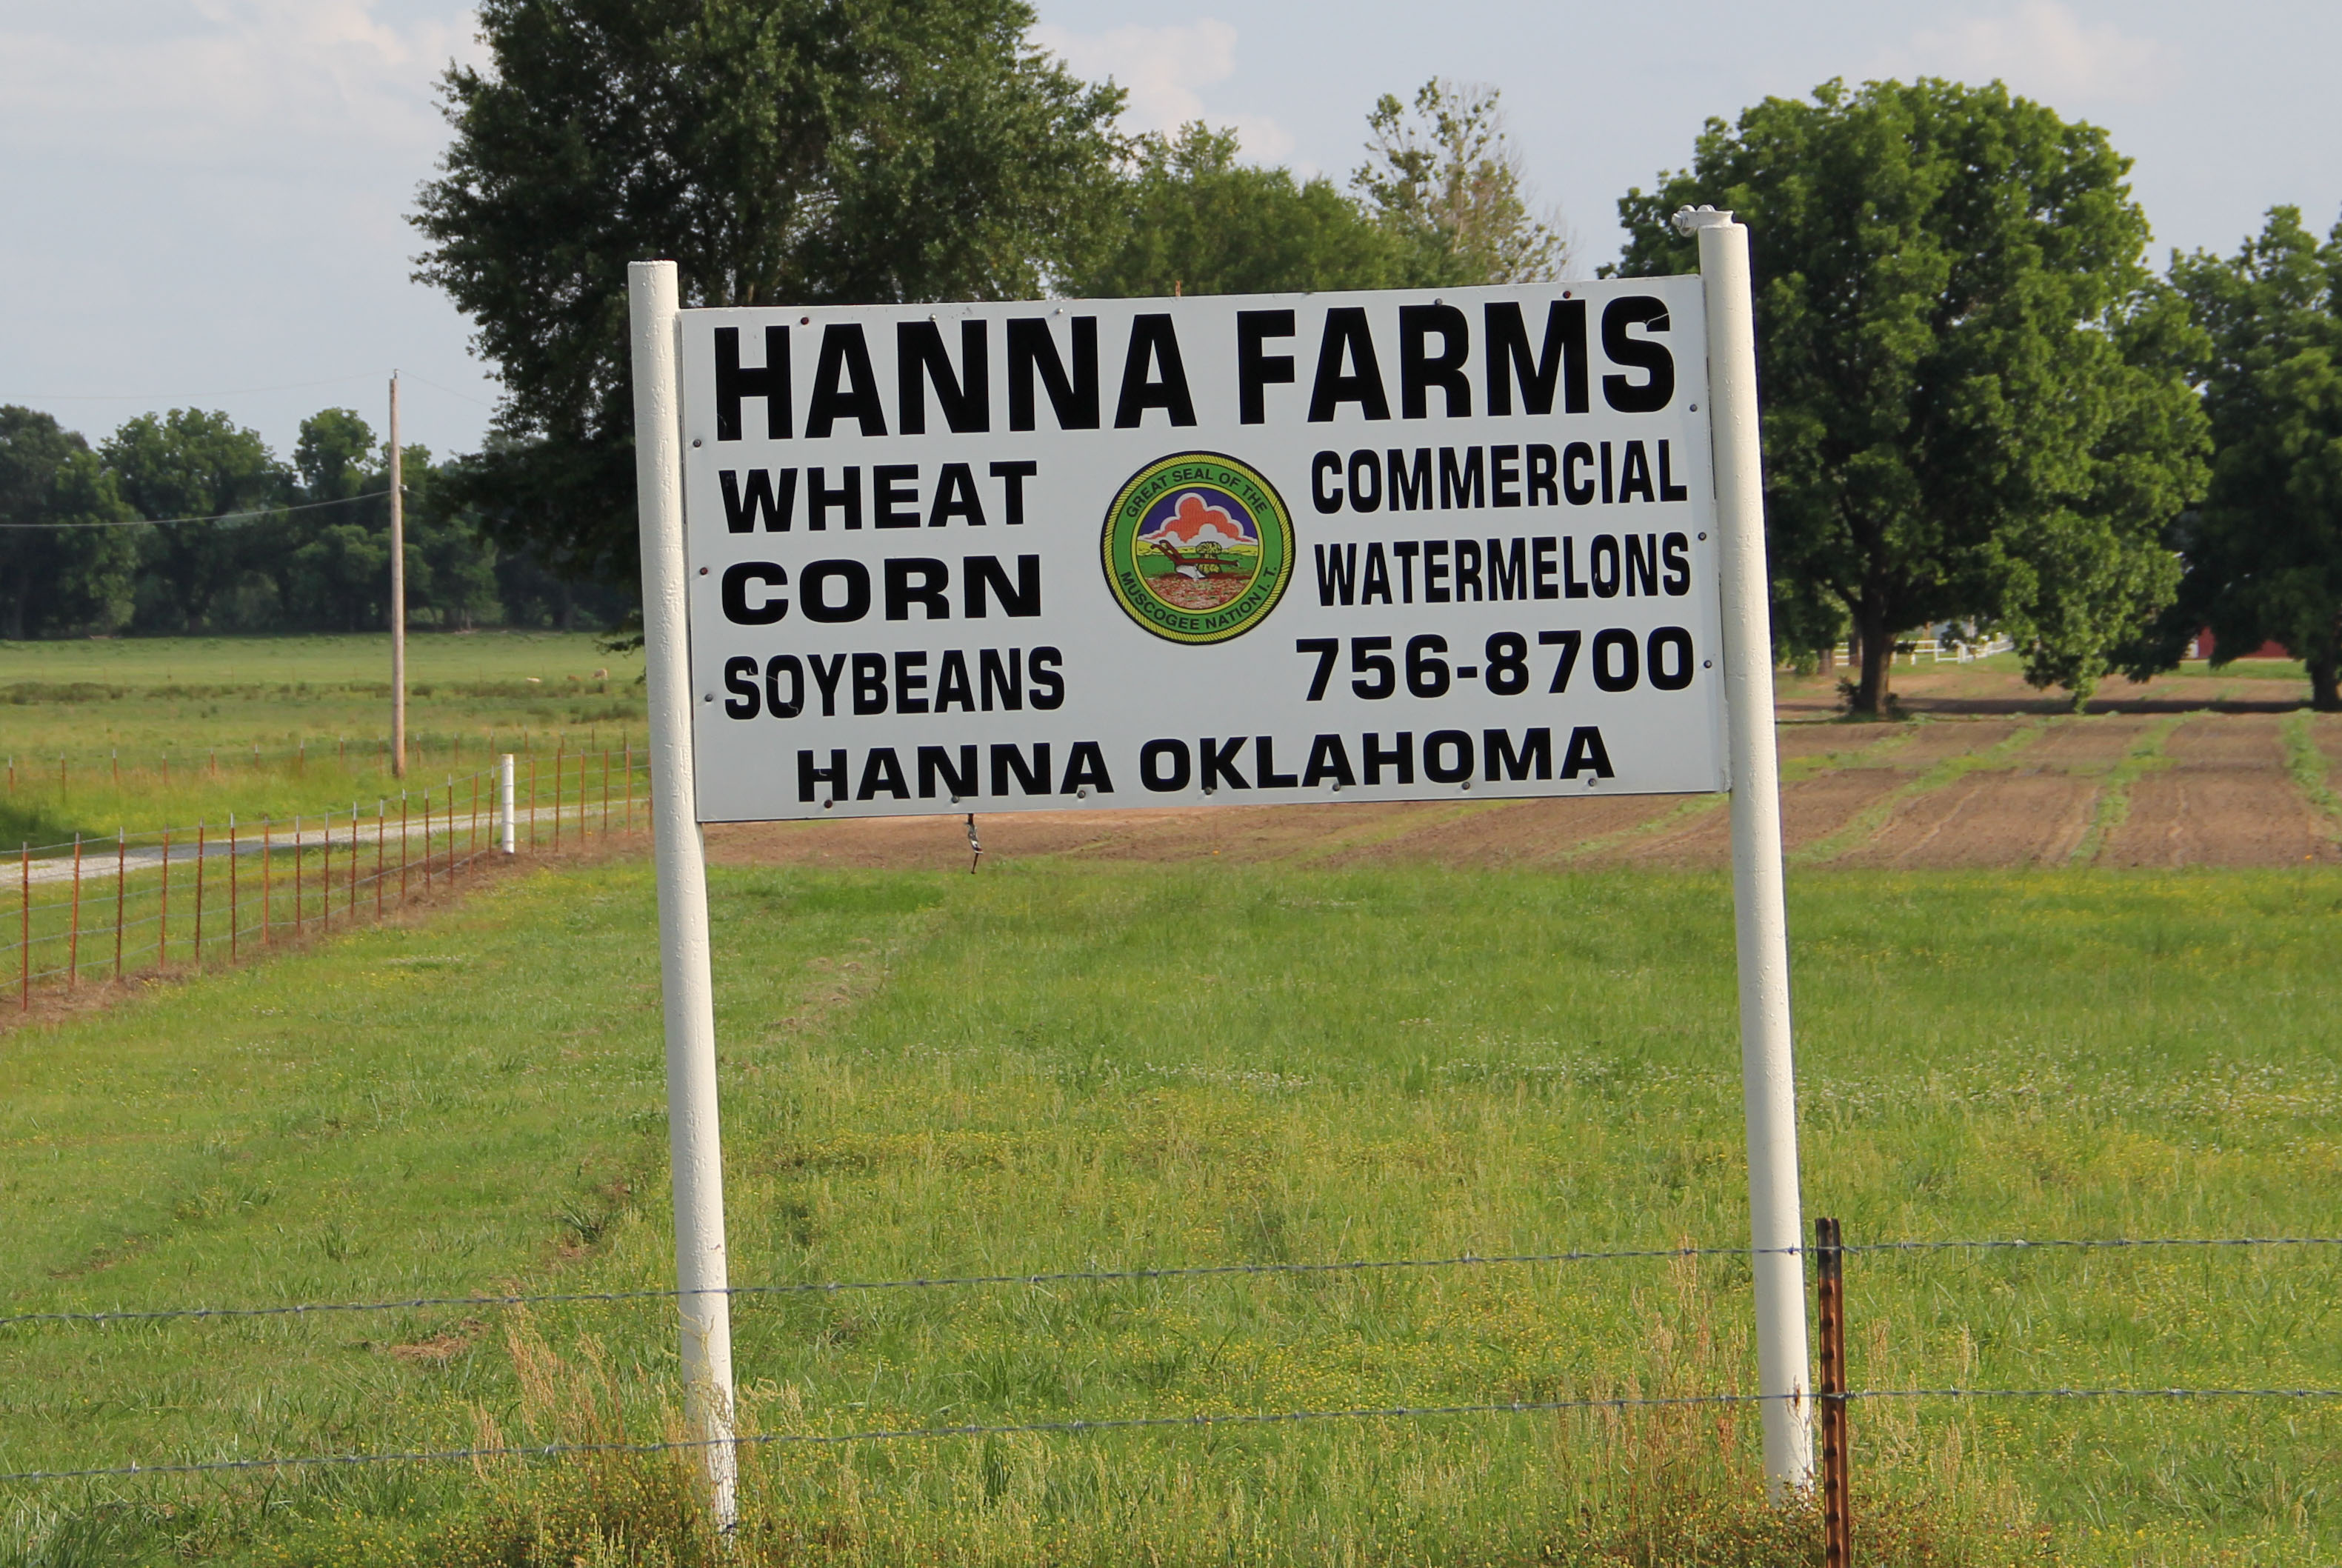 HANNA FARMS
WHEAT
CORN
SOYBEANS
GREAT SEAL OF THE
MUSCOGEE NATION I. T.
COMMERCIAL
WATERMELONS
756-8700
HANNA OKLAHOMA